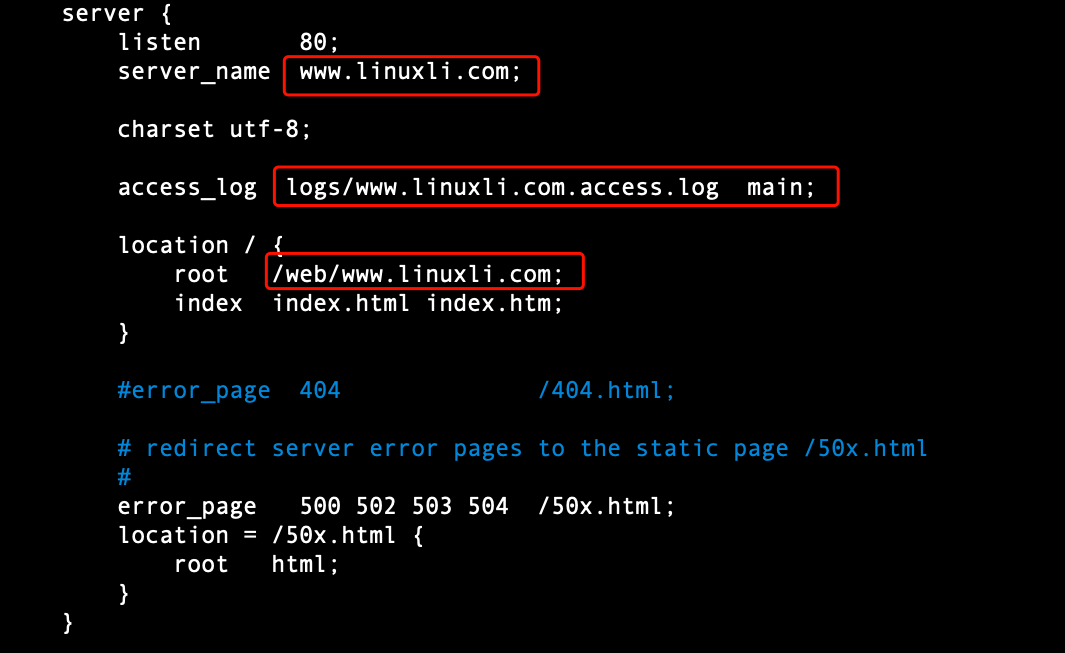 server {
    listen       80;
    server_name  www.linuxli.com;
    charset utf-8;
    access_log  logs/www.linuxli.com.access.log  main;
    location / {
        root   /web/www.linuxli.com;
        index  index.html index.htm;
    }
    #error_page  404              /404.html;
    # redirect server error pages to the static page /50x.html
    #
    error_page   500 502 503 504  /50x.html;
    location = /50x.html {
        root   html;
    }
}